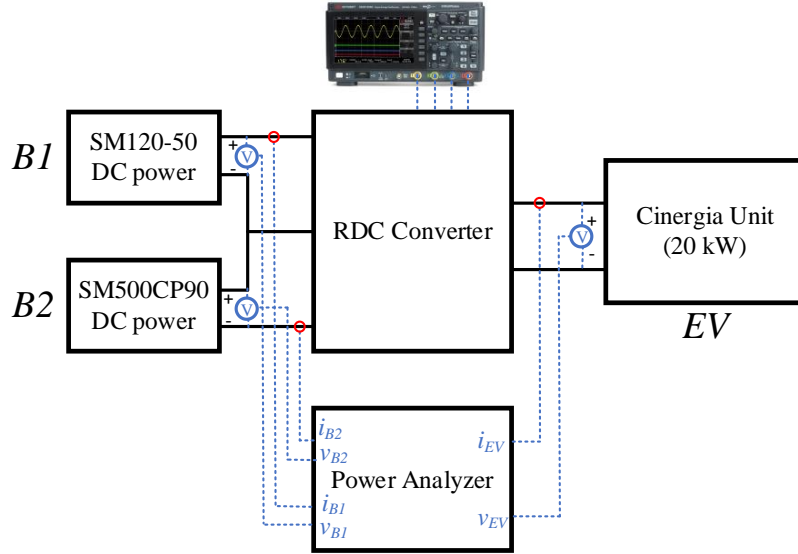 B1
SM120-50
DC power
+
V
-
B2
SM500CP90
DC power
+
V
-
RDC Converter
+
V
-
Cinergia Unit
(20 kW)
EV
iB2
vB2
iB1
vB1
Power Analyzer
iEV
vEV